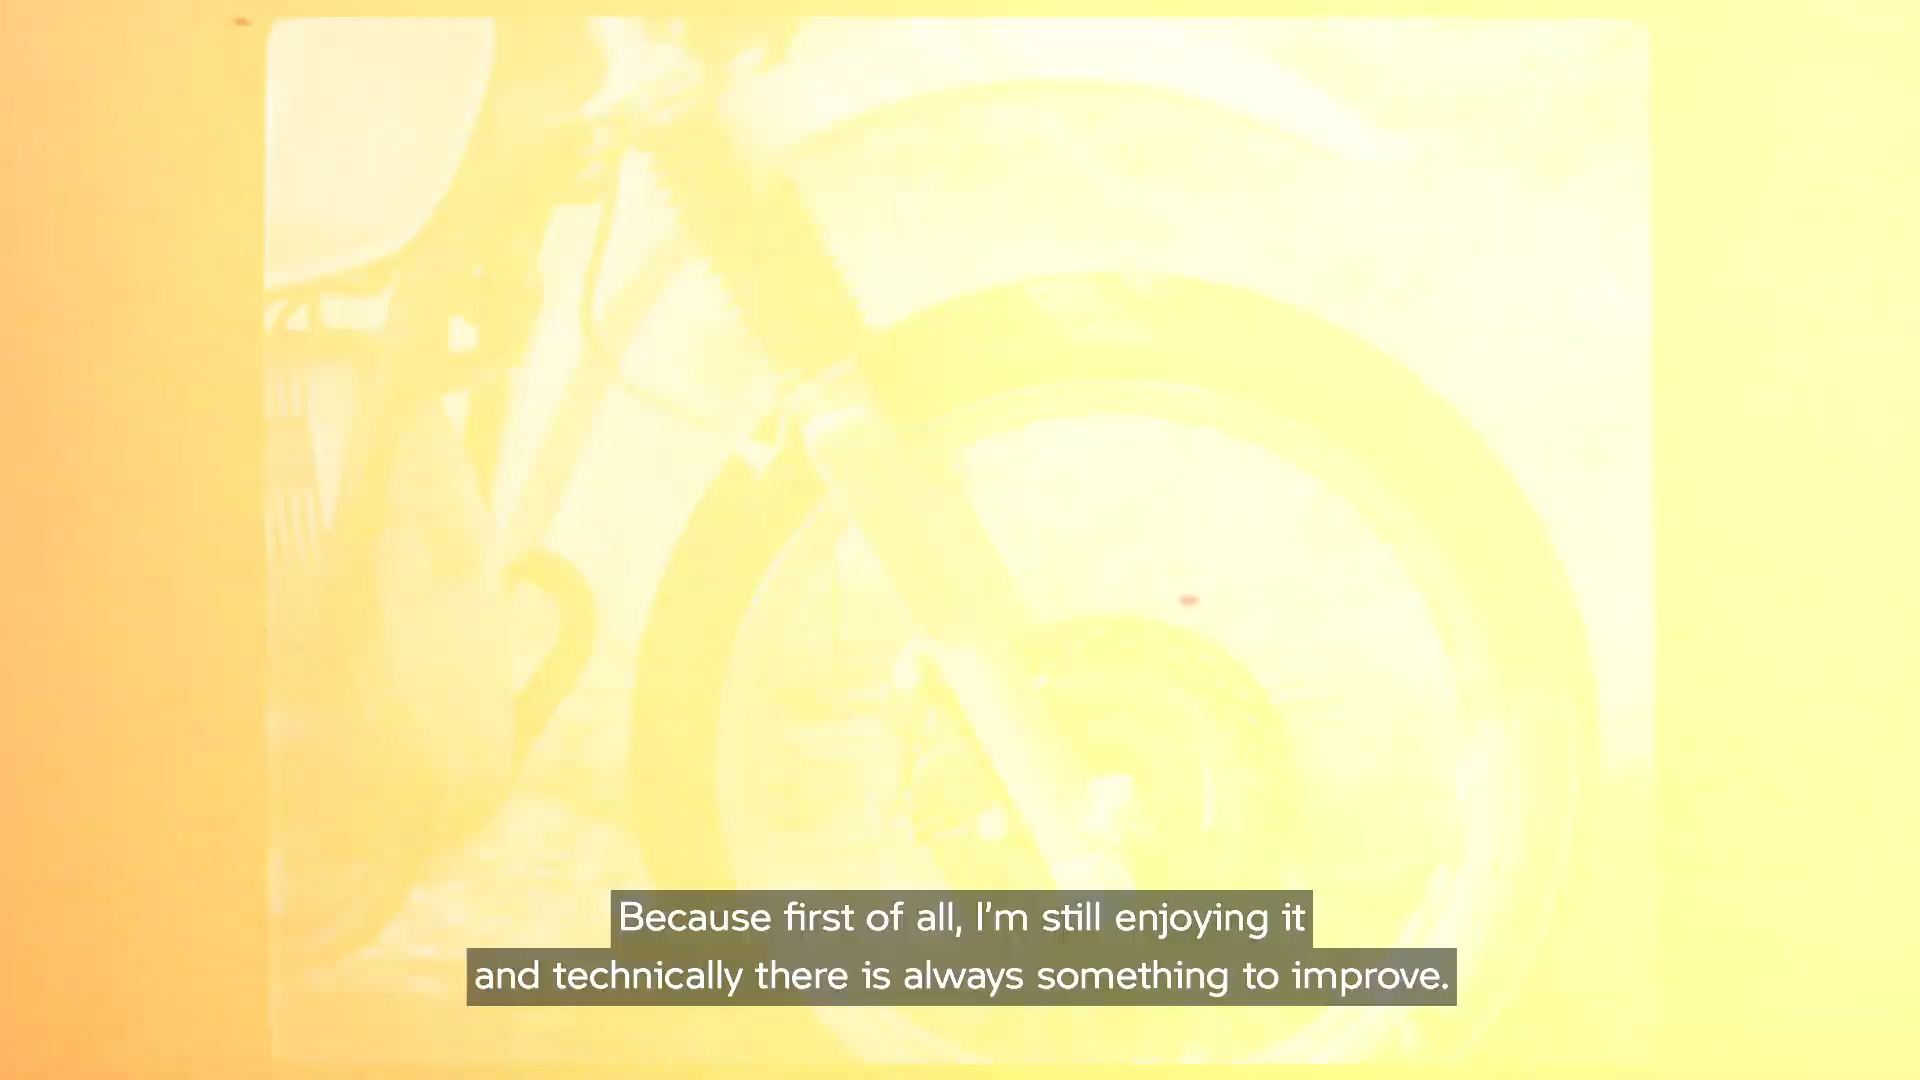 Because first of all, I'm still enjoying it
and technically there is always something to improve.